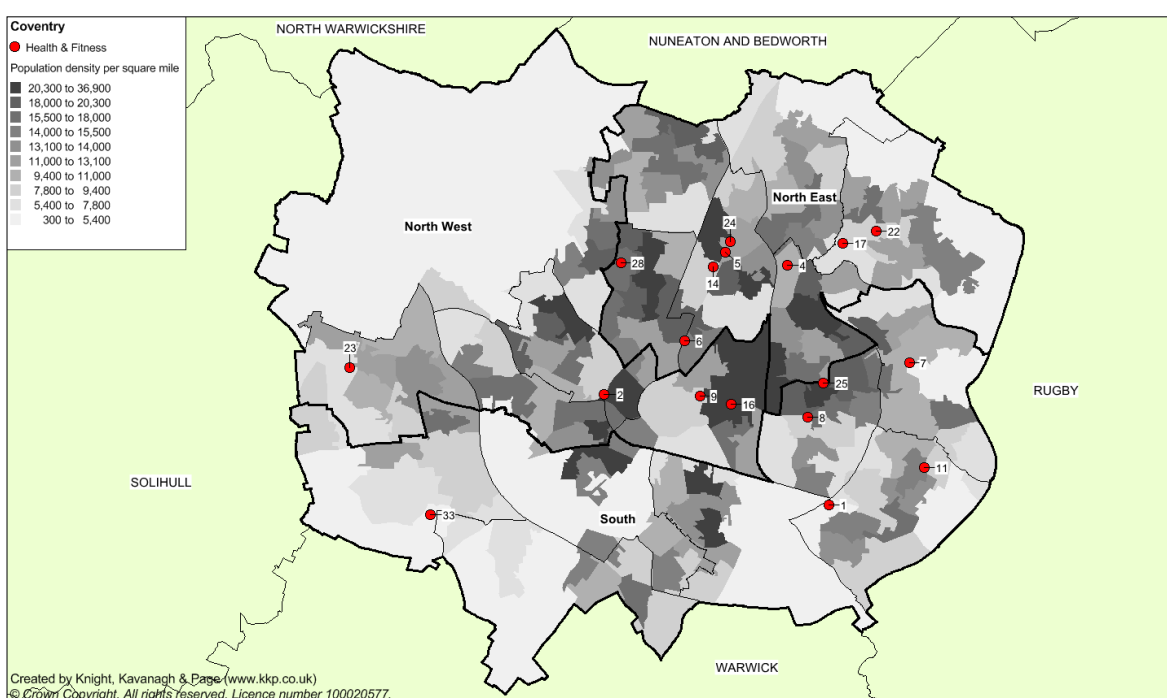 Coventry
Health & Fitness
Population density per square mile
20,300 to 36,900
18,000 to 20,300
15,500 to 18,000
14,000 to 15,500
13,100 to 14,000
11,000 to 13,100
9,400 to 11,000
7,800 to 9,400
5,400 to 7,800
300 to 5,400
NORTH WARWICKSHIRE
NUNEATON AND BEDWORTH
North East
North West
24
22
17
28
5
4
14
6
23
7
25
RUGBY
2
9
16
8
11
SOLIHULL
1
33
South
WARWICK
Created by Knight, Kavanagh & Page (www.kkp.co.uk)
© Crown Copyright. All rights reserved. Licence number 100020577.